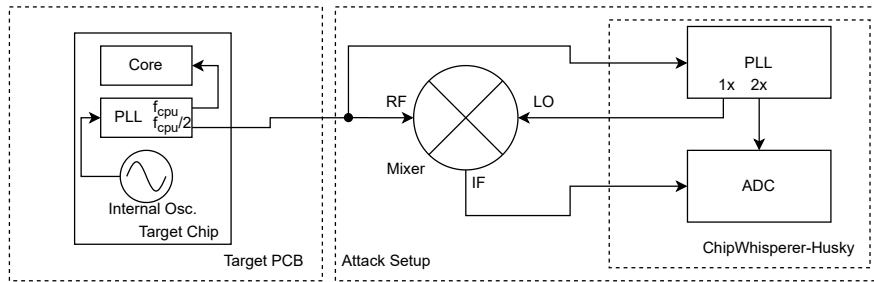 Core
PLL
f_cpu
f_cpu/2
Internal Osc.
Target Chip
Target PCB
RF
LO
Mixer
IF
Attack Setup
PLL
1x 2x
ADC
ChipWhisperer-Husky